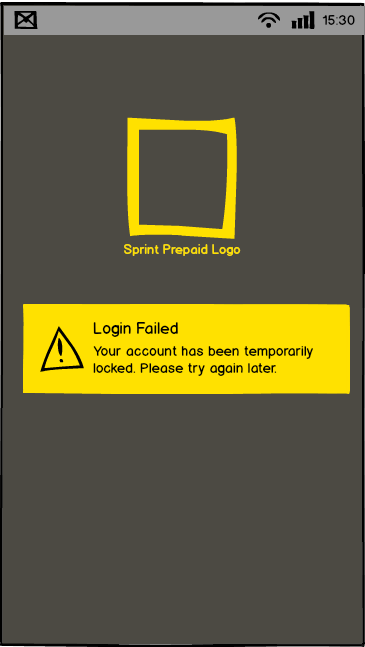 15:30
Sprint Prepaid Logo
Login Failed
Your account has been temporarily
locked. Please try again later.